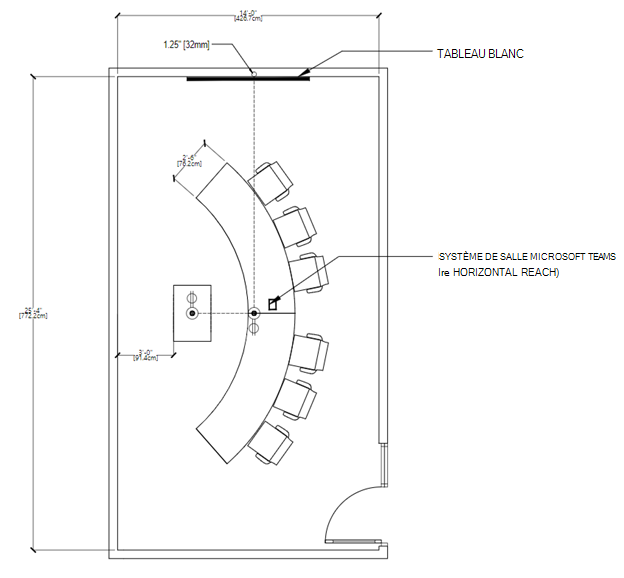 14'-0"
[426.7cm]
1.25" [32mm]
TABLEAU BLANC
2'-6"
[76.2cm]
SYSTÈME DE SALLE MICROSOFT TEAMS
Ire HORIZONTAL REACH)
25'-4"
[772.2cm]
3'-0"
[91.4cm]